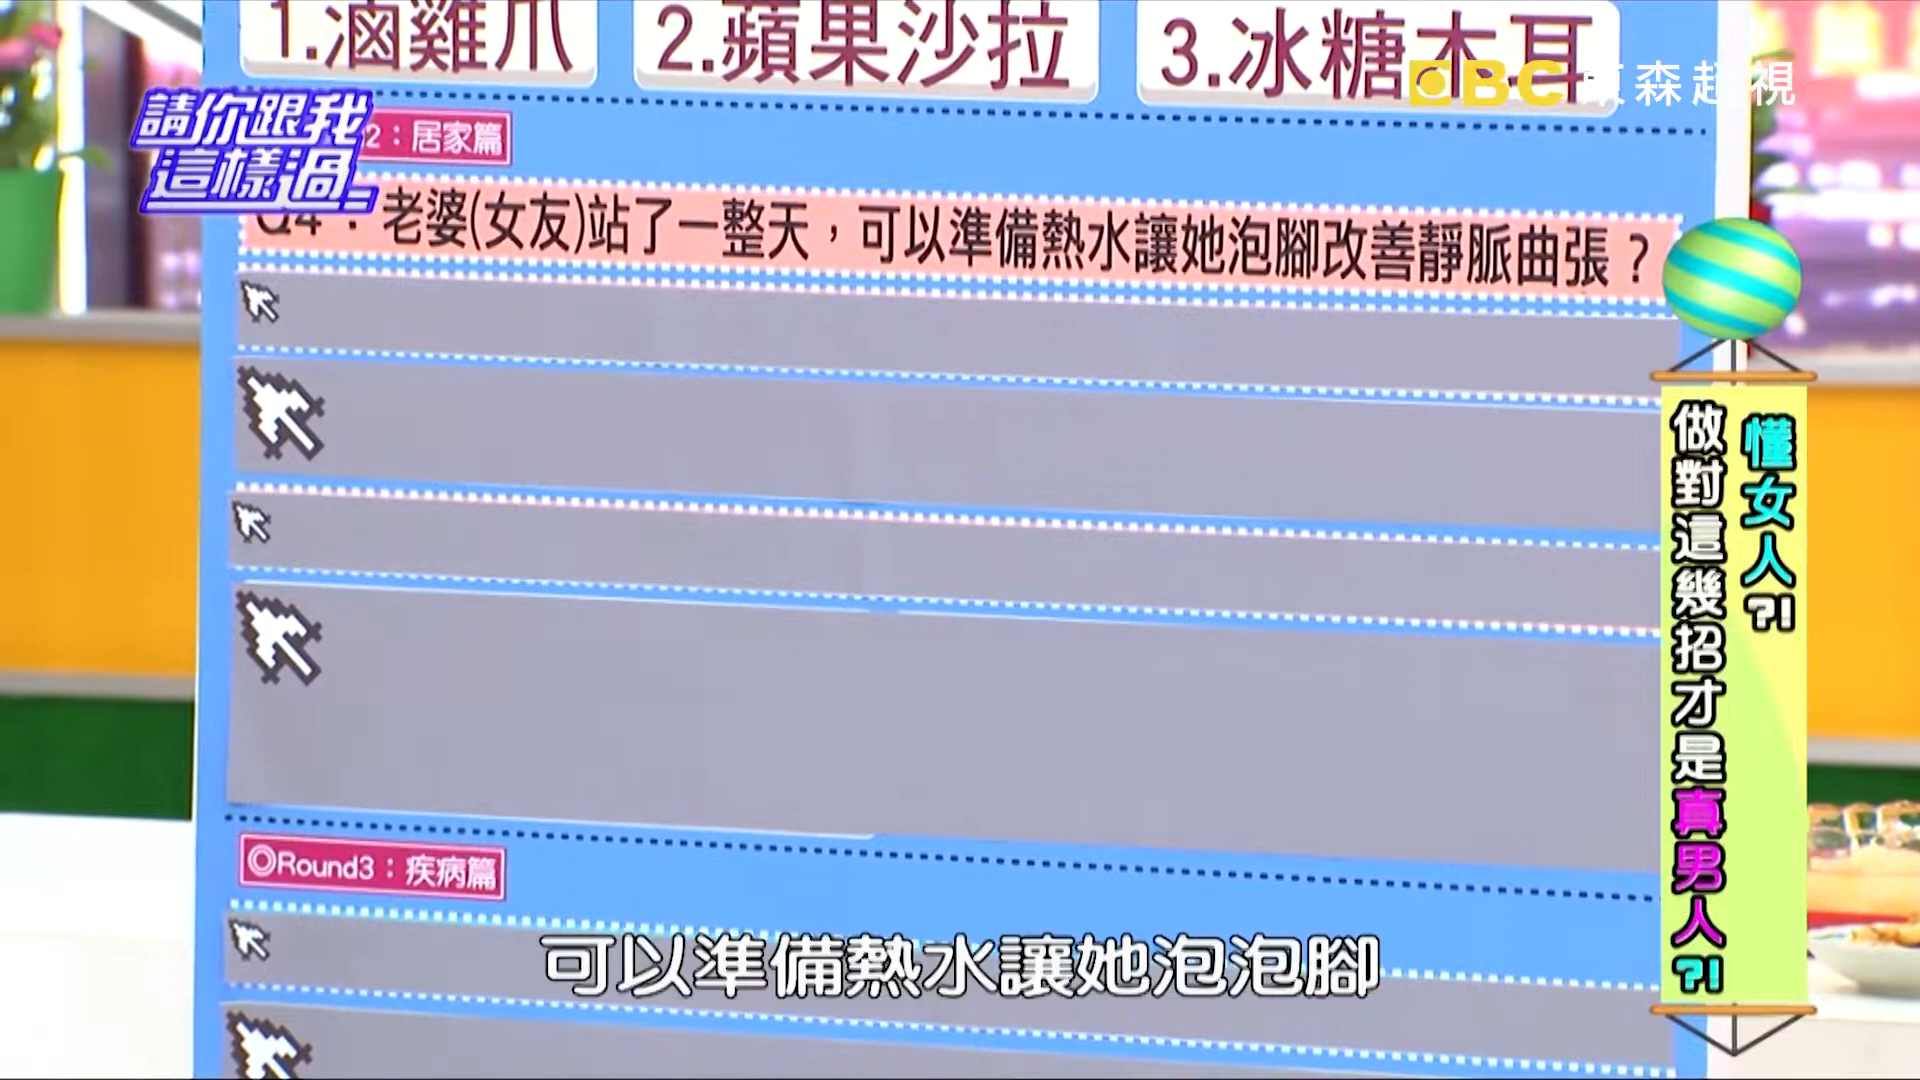 1.滷雞爪
2.蘋果沙拉
3.冰糖木耳
EBC 東森超視
請你跟我
這樣過
2：居家篇
Q4：老婆(女友)站了一整天，可以準備熱水讓她泡腳改善靜脈曲張？
懂女人?!
做對這幾招才是真男人?!
◎Round3：疾病篇
可以準備熱水讓她泡泡腳